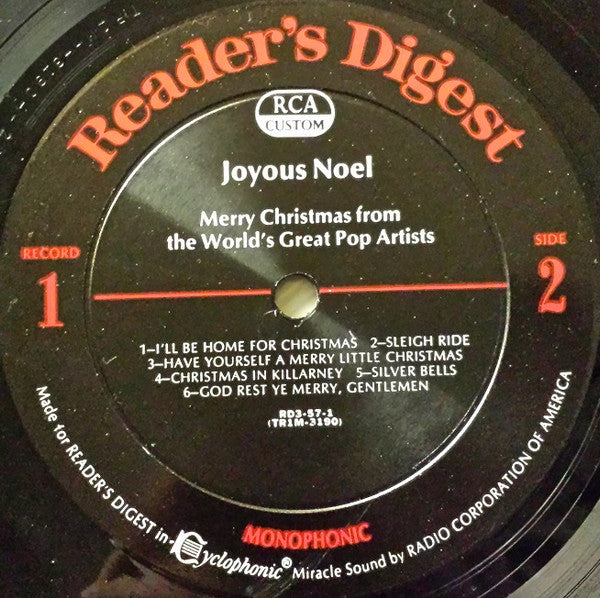 Reader's Digest
RCA
CUSTOM
Joyous Noel
Merry Christmas from
the World's Great Pop Artists
RECORD
1
SIDE
2
1–I'LL BE HOME FOR CHRISTMAS 2–SLEIGH RIDE
3–HAVE YOURSELF A MERRY LITTLE CHRISTMAS
4–CHRISTMAS IN KILLARNEY 5–SILVER BELLS
6–GOD REST YE MERRY, GENTLEMEN
RD3-57-1
(TR1M-3190)
MONOPHONIC
Made for READER'S DIGEST in Cyclophonic® Miracle Sound by RADIO CORPORATION OF AMERICA